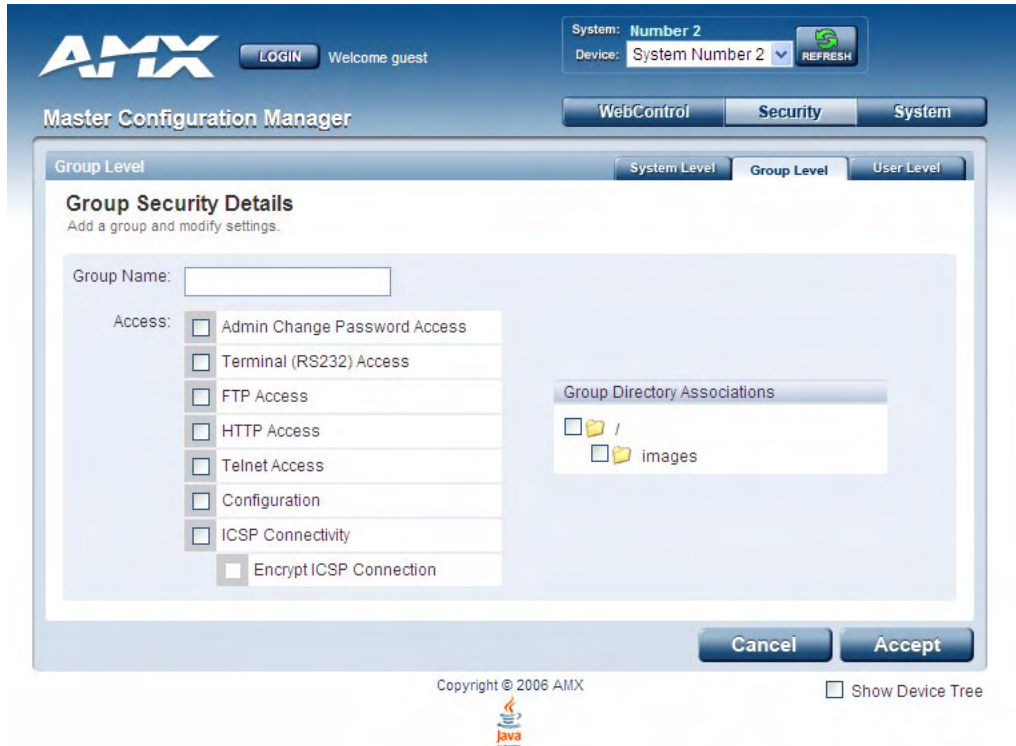 AMX
LOGIN Welcome guest
System: Number 2
Device: System Number 2 REFRESH
Master Configuration Manager
WebControl Security System
Group Level
System Level Group Level User Level
Group Security Details
Add a group and modify settings.
Group Name:
Access:
Admin Change Password Access
Terminal (RS232) Access
FTP Access
HTTP Access
Telnet Access
Configuration
ICSP Connectivity
Encrypt ICSP Connection
Group Directory Associations
/
images
Cancel Accept
Copyright © 2006 AMX
Show Device Tree
Java